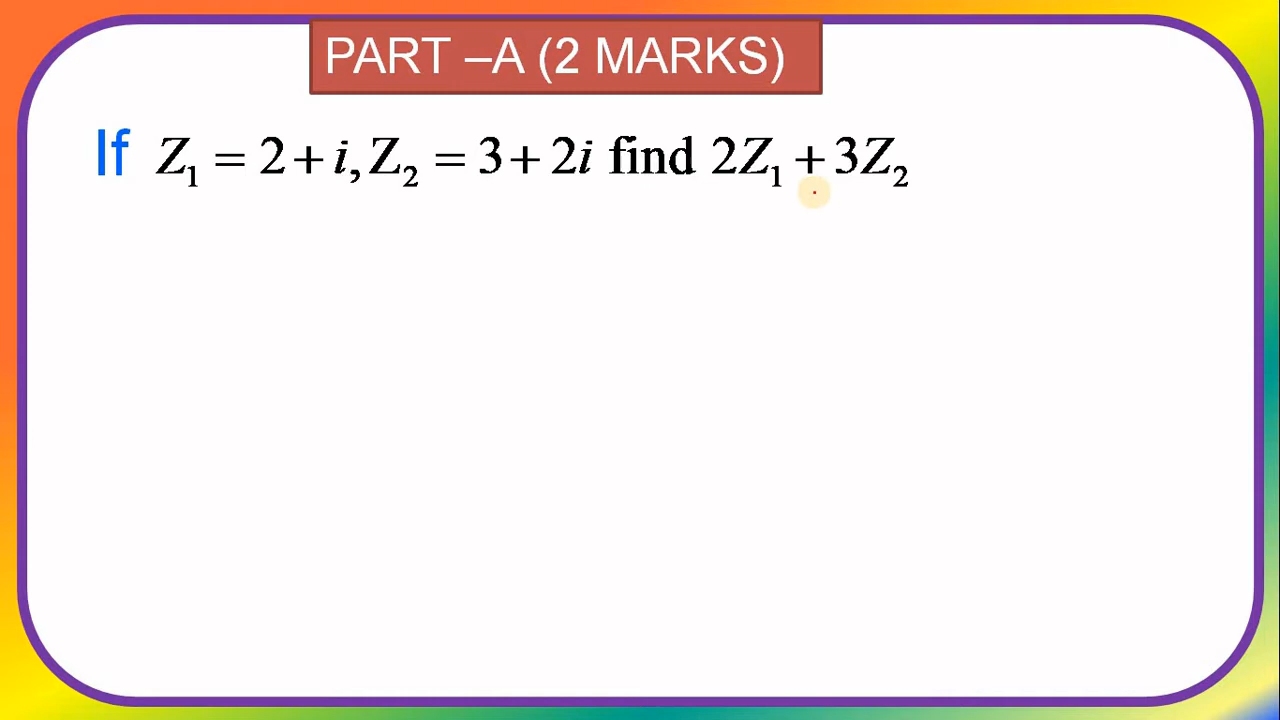 PART –A (2 MARKS)
If Z₁ = 2 + i, Z₂ = 3 + 2i find 2Z₁ + 3Z₂